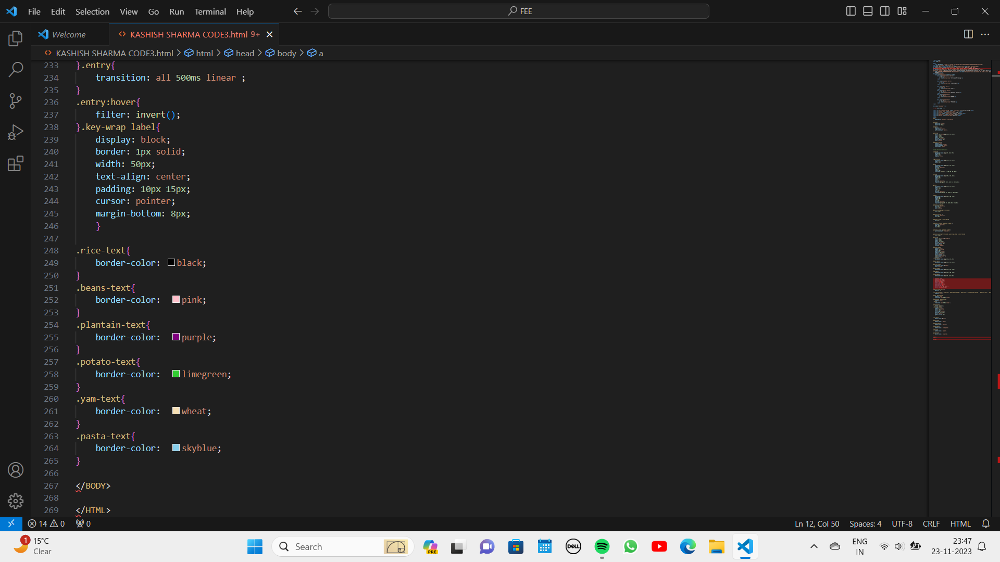 File Edit Selection View Go Run Terminal Help FEE
Welcome KASHISH SHARMA CODE3.html 9+
KASHISH SHARMA CODE3.html > html > head > body > a
233 }.entry{
234 transition: all 500ms linear ;
235 }
236 .entry:hover{
237 filter: invert();
238 }.key-wrap label{
239 display: block;
240 border: 1px solid;
241 width: 50px;
242 text-align: center;
243 padding: 10px 15px;
244 cursor: pointer;
245 margin-bottom: 8px;
246 }
247
248 .rice-text{
249 border-color: black;
250 }
251 .beans-text{
252 border-color: pink;
253 }
254 .plantain-text{
255 border-color: purple;
256 }
257 .potato-text{
258 border-color: limegreen;
259 }
260 .yam-text{
261 border-color: wheat;
262 }
263 .pasta-text{
264 border-color: skyblue;
265 }
266
267 </BODY>
268
269 </HTML>
14 0 0 Ln 12, Col 50 Spaces: 4 UTF-8 CRLF HTML
1 15°C
Clear
Search
PRE
DELL
ENG
IN
23:47
23-11-2023